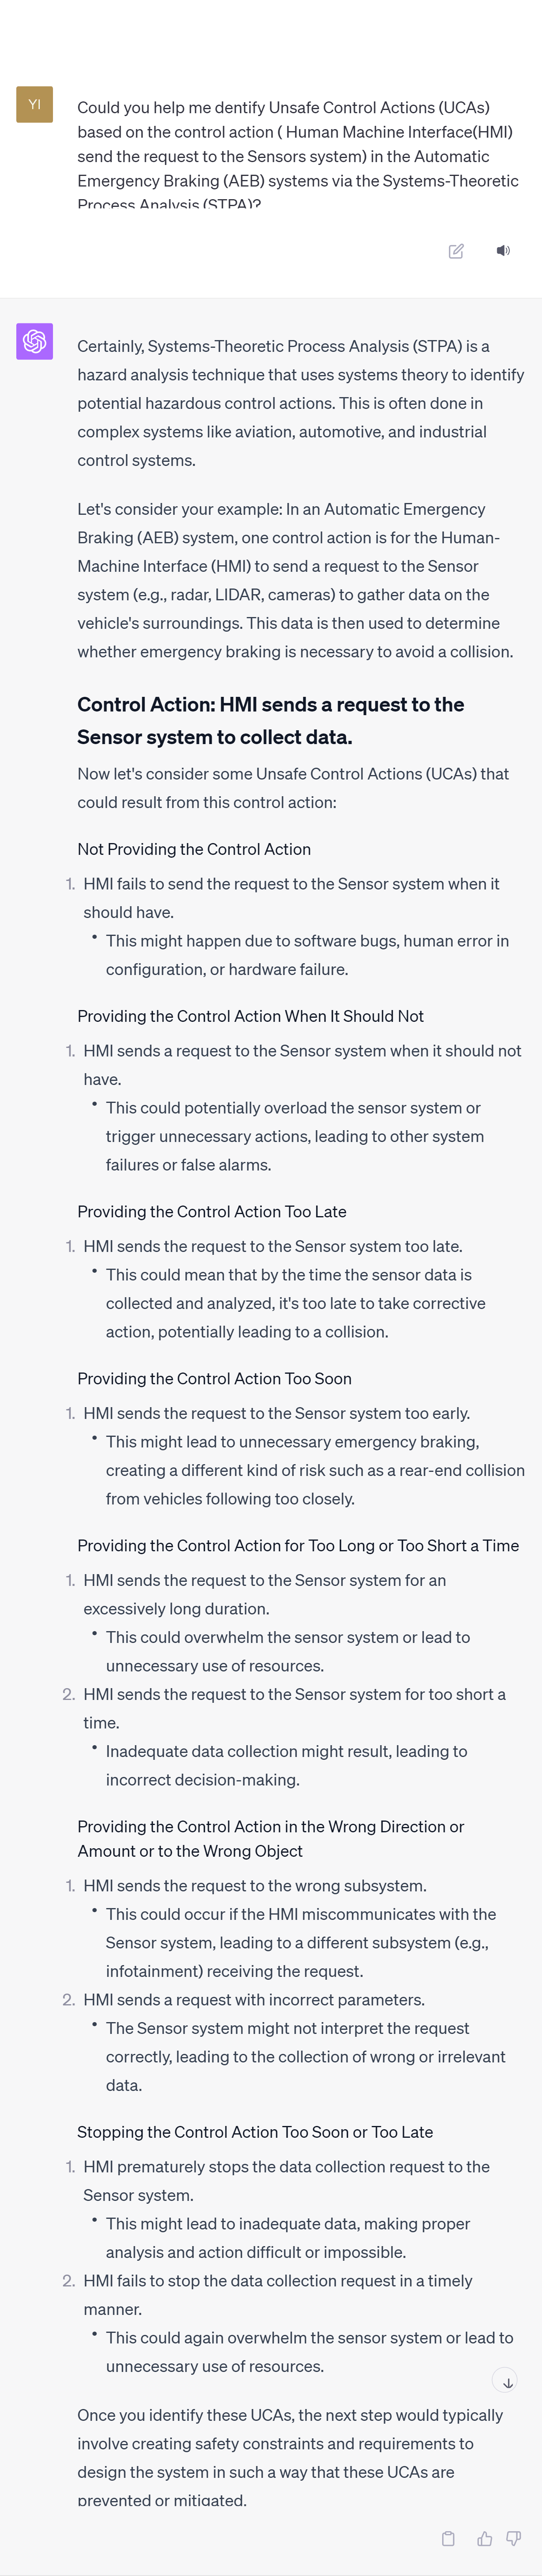 YI
Could you help me dentify Unsafe Control Actions (UCAs)
based on the control action ( Human Machine Interface(HMI)
send the request to the Sensors system) in the Automatic
Emergency Braking (AEB) systems via the Systems-Theoretic
Process Analysis (STPA)?
Certainly, Systems-Theoretic Process Analysis (STPA) is a
hazard analysis technique that uses systems theory to identify
potential hazardous control actions. This is often done in
complex systems like aviation, automotive, and industrial
control systems.
Let's consider your example: In an Automatic Emergency
Braking (AEB) system, one control action is for the Human-
Machine Interface (HMI) to send a request to the Sensor
system (e.g., radar, LIDAR, cameras) to gather data on the
vehicle's surroundings. This data is then used to determine
whether emergency braking is necessary to avoid a collision.
Control Action: HMI sends a request to the
Sensor system to collect data.
Now let's consider some Unsafe Control Actions (UCAs) that
could result from this control action:
Not Providing the Control Action
1. HMI fails to send the request to the Sensor system when it
should have.
• This might happen due to software bugs, human error in
configuration, or hardware failure.
Providing the Control Action When It Should Not
1. HMI sends a request to the Sensor system when it should not
have.
• This could potentially overload the sensor system or
trigger unnecessary actions, leading to other system
failures or false alarms.
Providing the Control Action Too Late
1. HMI sends the request to the Sensor system too late.
• This could mean that by the time the sensor data is
collected and analyzed, it's too late to take corrective
action, potentially leading to a collision.
Providing the Control Action Too Soon
1. HMI sends the request to the Sensor system too early.
• This might lead to unnecessary emergency braking,
creating a different kind of risk such as a rear-end collision
from vehicles following too closely.
Providing the Control Action for Too Long or Too Short a Time
1. HMI sends the request to the Sensor system for an
excessively long duration.
• This could overwhelm the sensor system or lead to
unnecessary use of resources.
2. HMI sends the request to the Sensor system for too short a
time.
• Inadequate data collection might result, leading to
incorrect decision-making.
Providing the Control Action in the Wrong Direction or
Amount or to the Wrong Object
1. HMI sends the request to the wrong subsystem.
• This could occur if the HMI miscommunicates with the
Sensor system, leading to a different subsystem (e.g.,
infotainment) receiving the request.
2. HMI sends a request with incorrect parameters.
• The Sensor system might not interpret the request
correctly, leading to the collection of wrong or irrelevant
data.
Stopping the Control Action Too Soon or Too Late
1. HMI prematurely stops the data collection request to the
Sensor system.
• This might lead to inadequate data, making proper
analysis and action difficult or impossible.
2. HMI fails to stop the data collection request in a timely
manner.
• This could again overwhelm the sensor system or lead to
unnecessary use of resources.
Once you identify these UCAs, the next step would typically
involve creating safety constraints and requirements to
design the system in such a way that these UCAs are
prevented or mitigated.